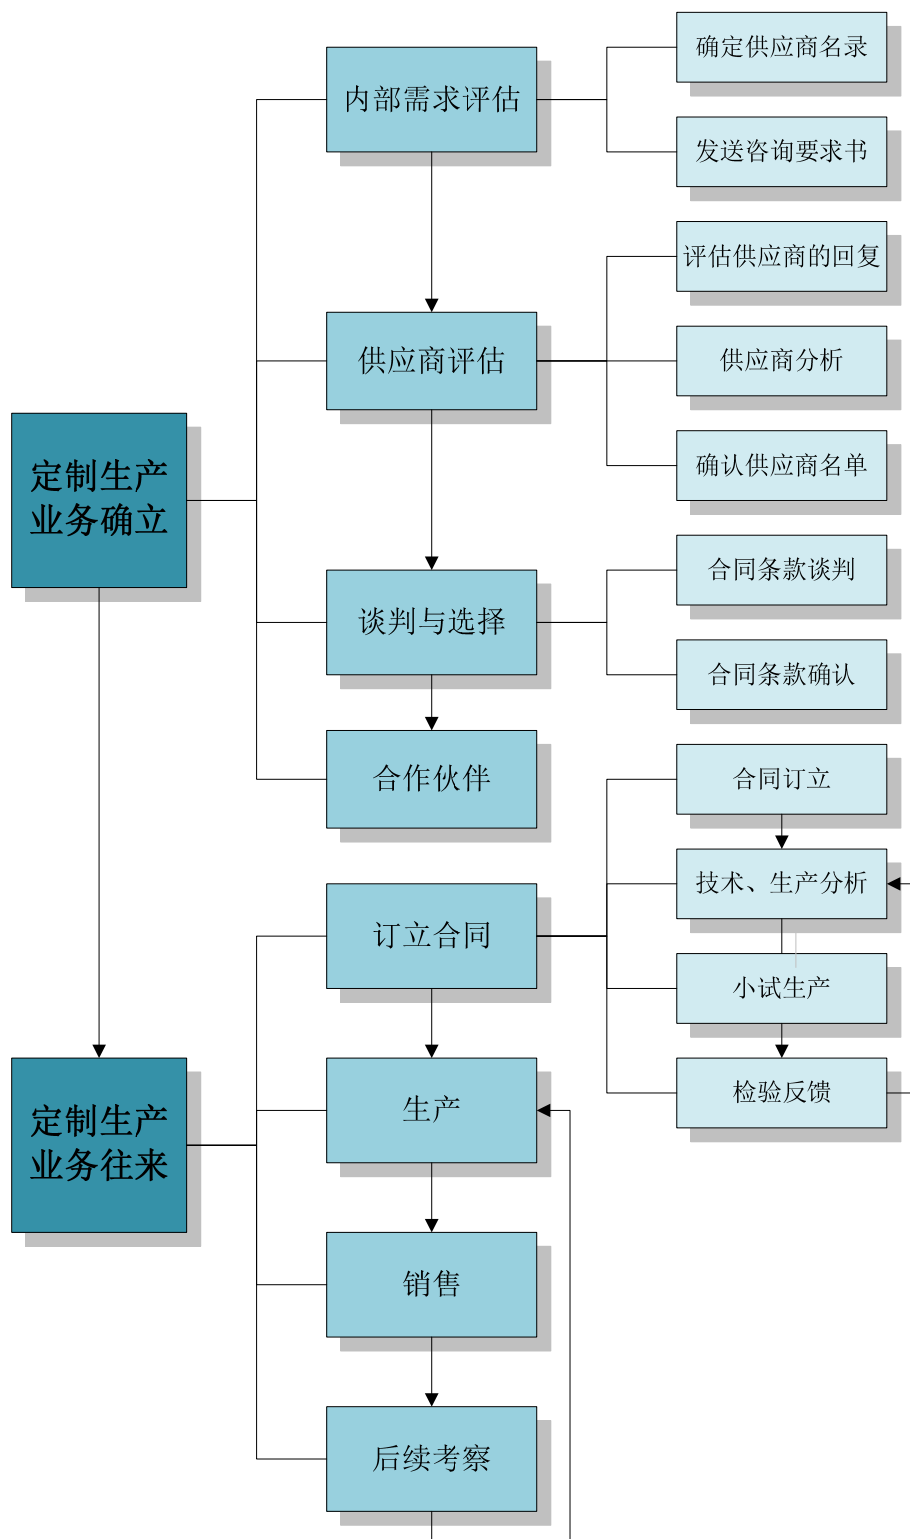 内部需求评估
确定供应商名录
发送咨询要求书
供应商评估
评估供应商的回复
供应商分析
确认供应商名单
定制生产
业务确立
谈判与选择
合同条款谈判
合同条款确认
合作伙伴
订立合同
合同订立
技术、生产分析
小试生产
检验反馈
定制生产
业务往来
生产
销售
后续考察